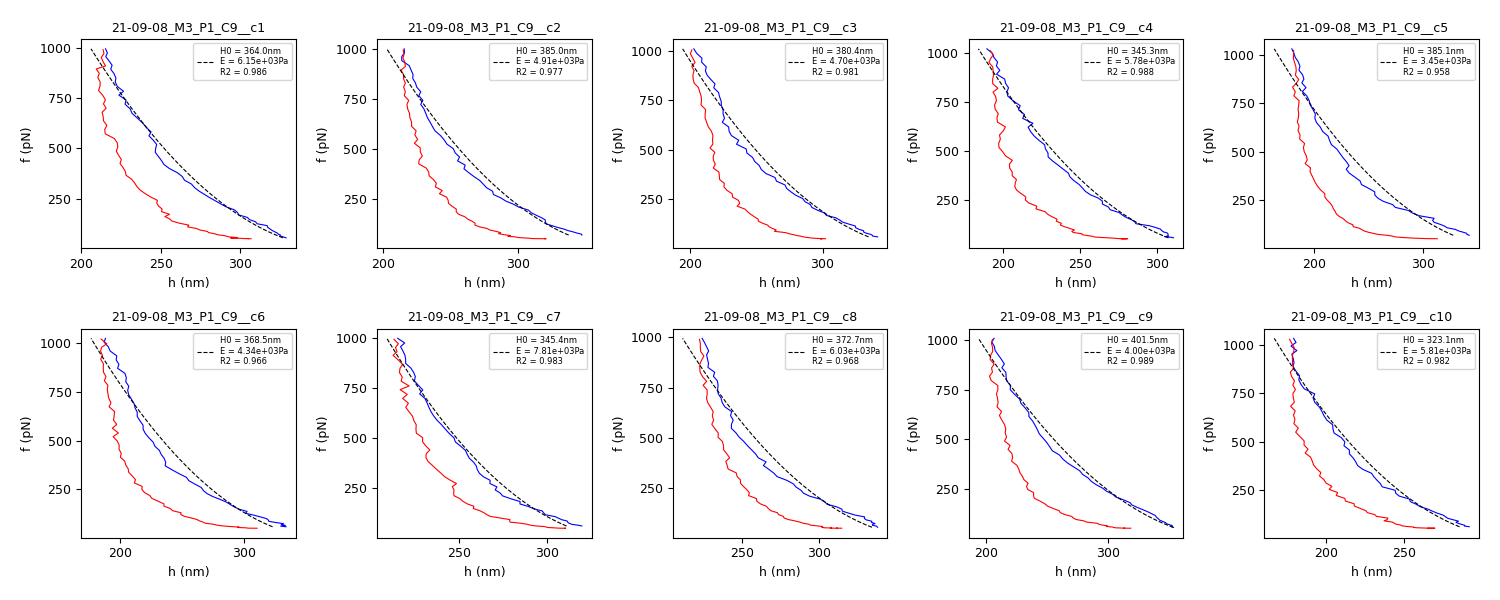 21-09-08_M3_P1_C9__c1
H0 = 364.0nm
E = 6.15e+03Pa
R2 = 0.986
f (pN)
1000
750
500
250
200
250
300
h (nm)
21-09-08_M3_P1_C9__c2
H0 = 385.0nm
E = 4.91e+03Pa
R2 = 0.977
f (pN)
1000
750
500
250
200
300
h (nm)
21-09-08_M3_P1_C9__c3
H0 = 380.4nm
E = 4.70e+03Pa
R2 = 0.981
f (pN)
1000
750
500
250
200
300
h (nm)
21-09-08_M3_P1_C9__c4
H0 = 345.3nm
E = 5.78e+03Pa
R2 = 0.988
f (pN)
1000
750
500
250
200
250
300
h (nm)
21-09-08_M3_P1_C9__c5
H0 = 385.1nm
E = 3.45e+03Pa
R2 = 0.958
f (pN)
1000
750
500
250
200
300
h (nm)
21-09-08_M3_P1_C9__c6
H0 = 368.5nm
E = 4.34e+03Pa
R2 = 0.966
f (pN)
1000
750
500
250
200
300
h (nm)
21-09-08_M3_P1_C9__c7
H0 = 345.4nm
E = 7.81e+03Pa
R2 = 0.983
f (pN)
1000
750
500
250
250
300
h (nm)
21-09-08_M3_P1_C9__c8
H0 = 372.7nm
E = 6.03e+03Pa
R2 = 0.968
f (pN)
1000
750
500
250
250
300
h (nm)
21-09-08_M3_P1_C9__c9
H0 = 401.5nm
E = 4.00e+03Pa
R2 = 0.989
f (pN)
1000
750
500
250
200
300
h (nm)
21-09-08_M3_P1_C9__c10
H0 = 323.1nm
E = 5.81e+03Pa
R2 = 0.982
f (pN)
1000
750
500
250
200
250
h (nm)